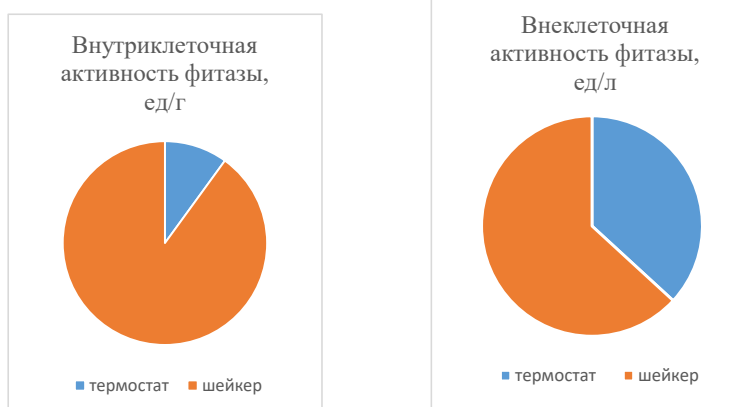 Внутриклеточная
активность фитазы,
ед/г
термостат
шейкер
Внеклеточная
активность фитазы,
ед/л
термостат
шейкер